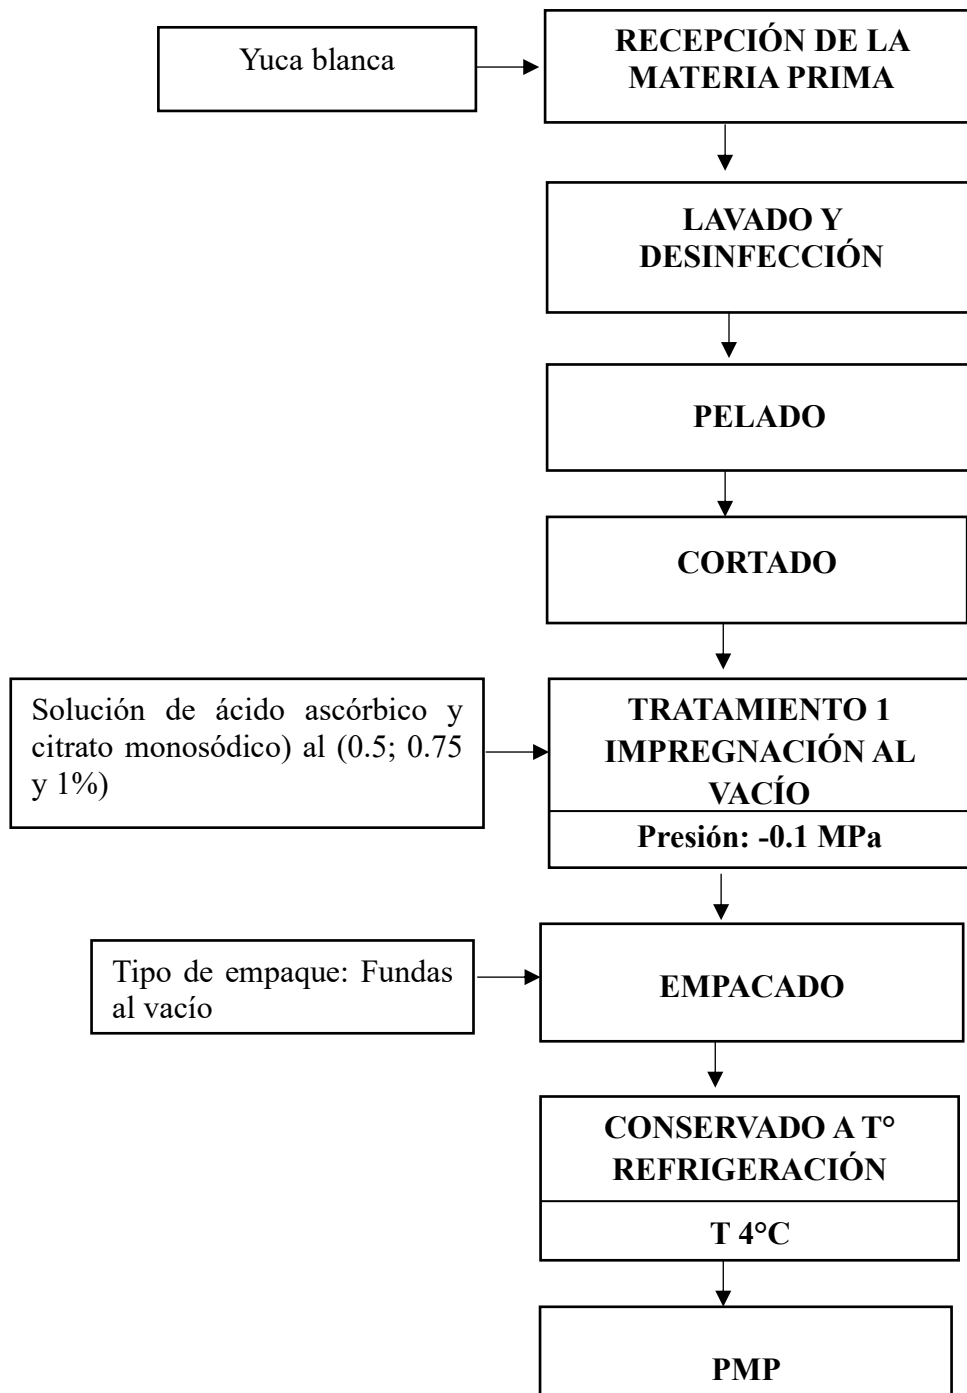 Yuca blanca
RECEPCIÓN DE LA
MATERIA PRIMA
LAVADO Y
DESINFECCIÓN
PELADO
CORTADO
Solución de ácido ascórbico y
citrato monosódico) al (0.5; 0.75
y 1%)
TRATAMIENTO 1
IMPREGNACIÓN AL
VACÍO
Presión: -0.1 MPa
Tipo de empaque: Fundas
al vacío
EMPACADO
CONSERVADO A T°
REFRIGERACIÓN
T 4°C
PMP